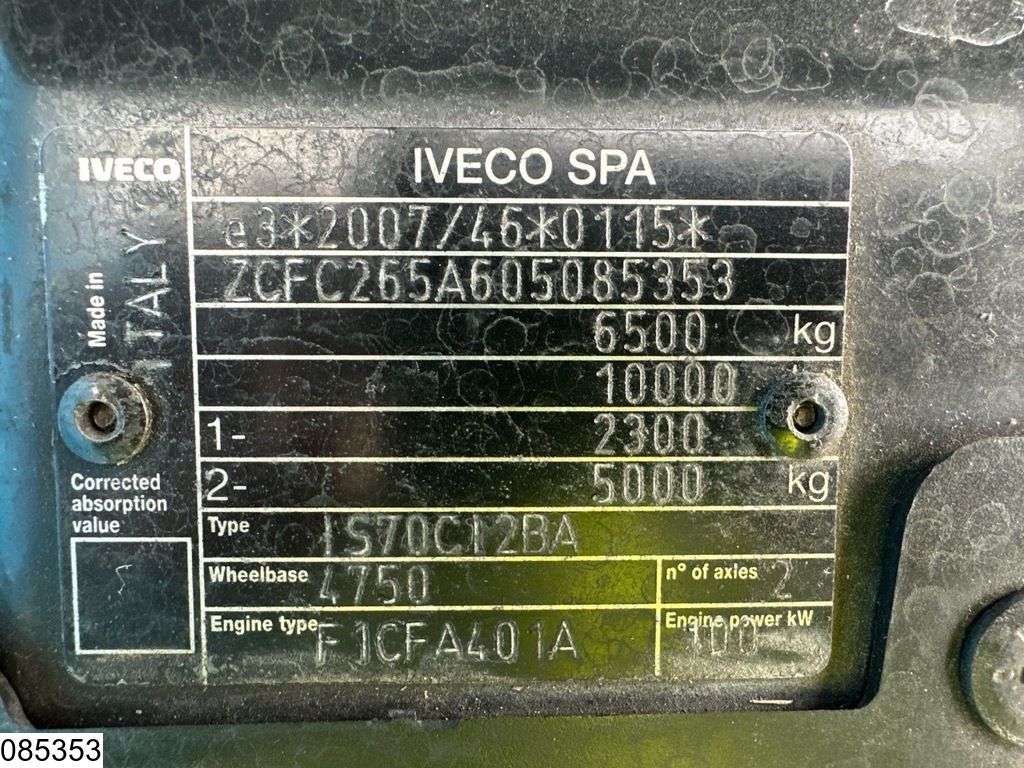 IVECO
IVECO SPA
e3*2007/46*0115*
ZCFC265A605085353
6500 kg
10000
1- 2300
2- 5000 kg
Made in ITALY
Corrected
absorption
value
Type IS70CI2BA
Wheelbase 4750
n° of axles 2
Engine type F1CFA401A
Engine power kW 100
085353